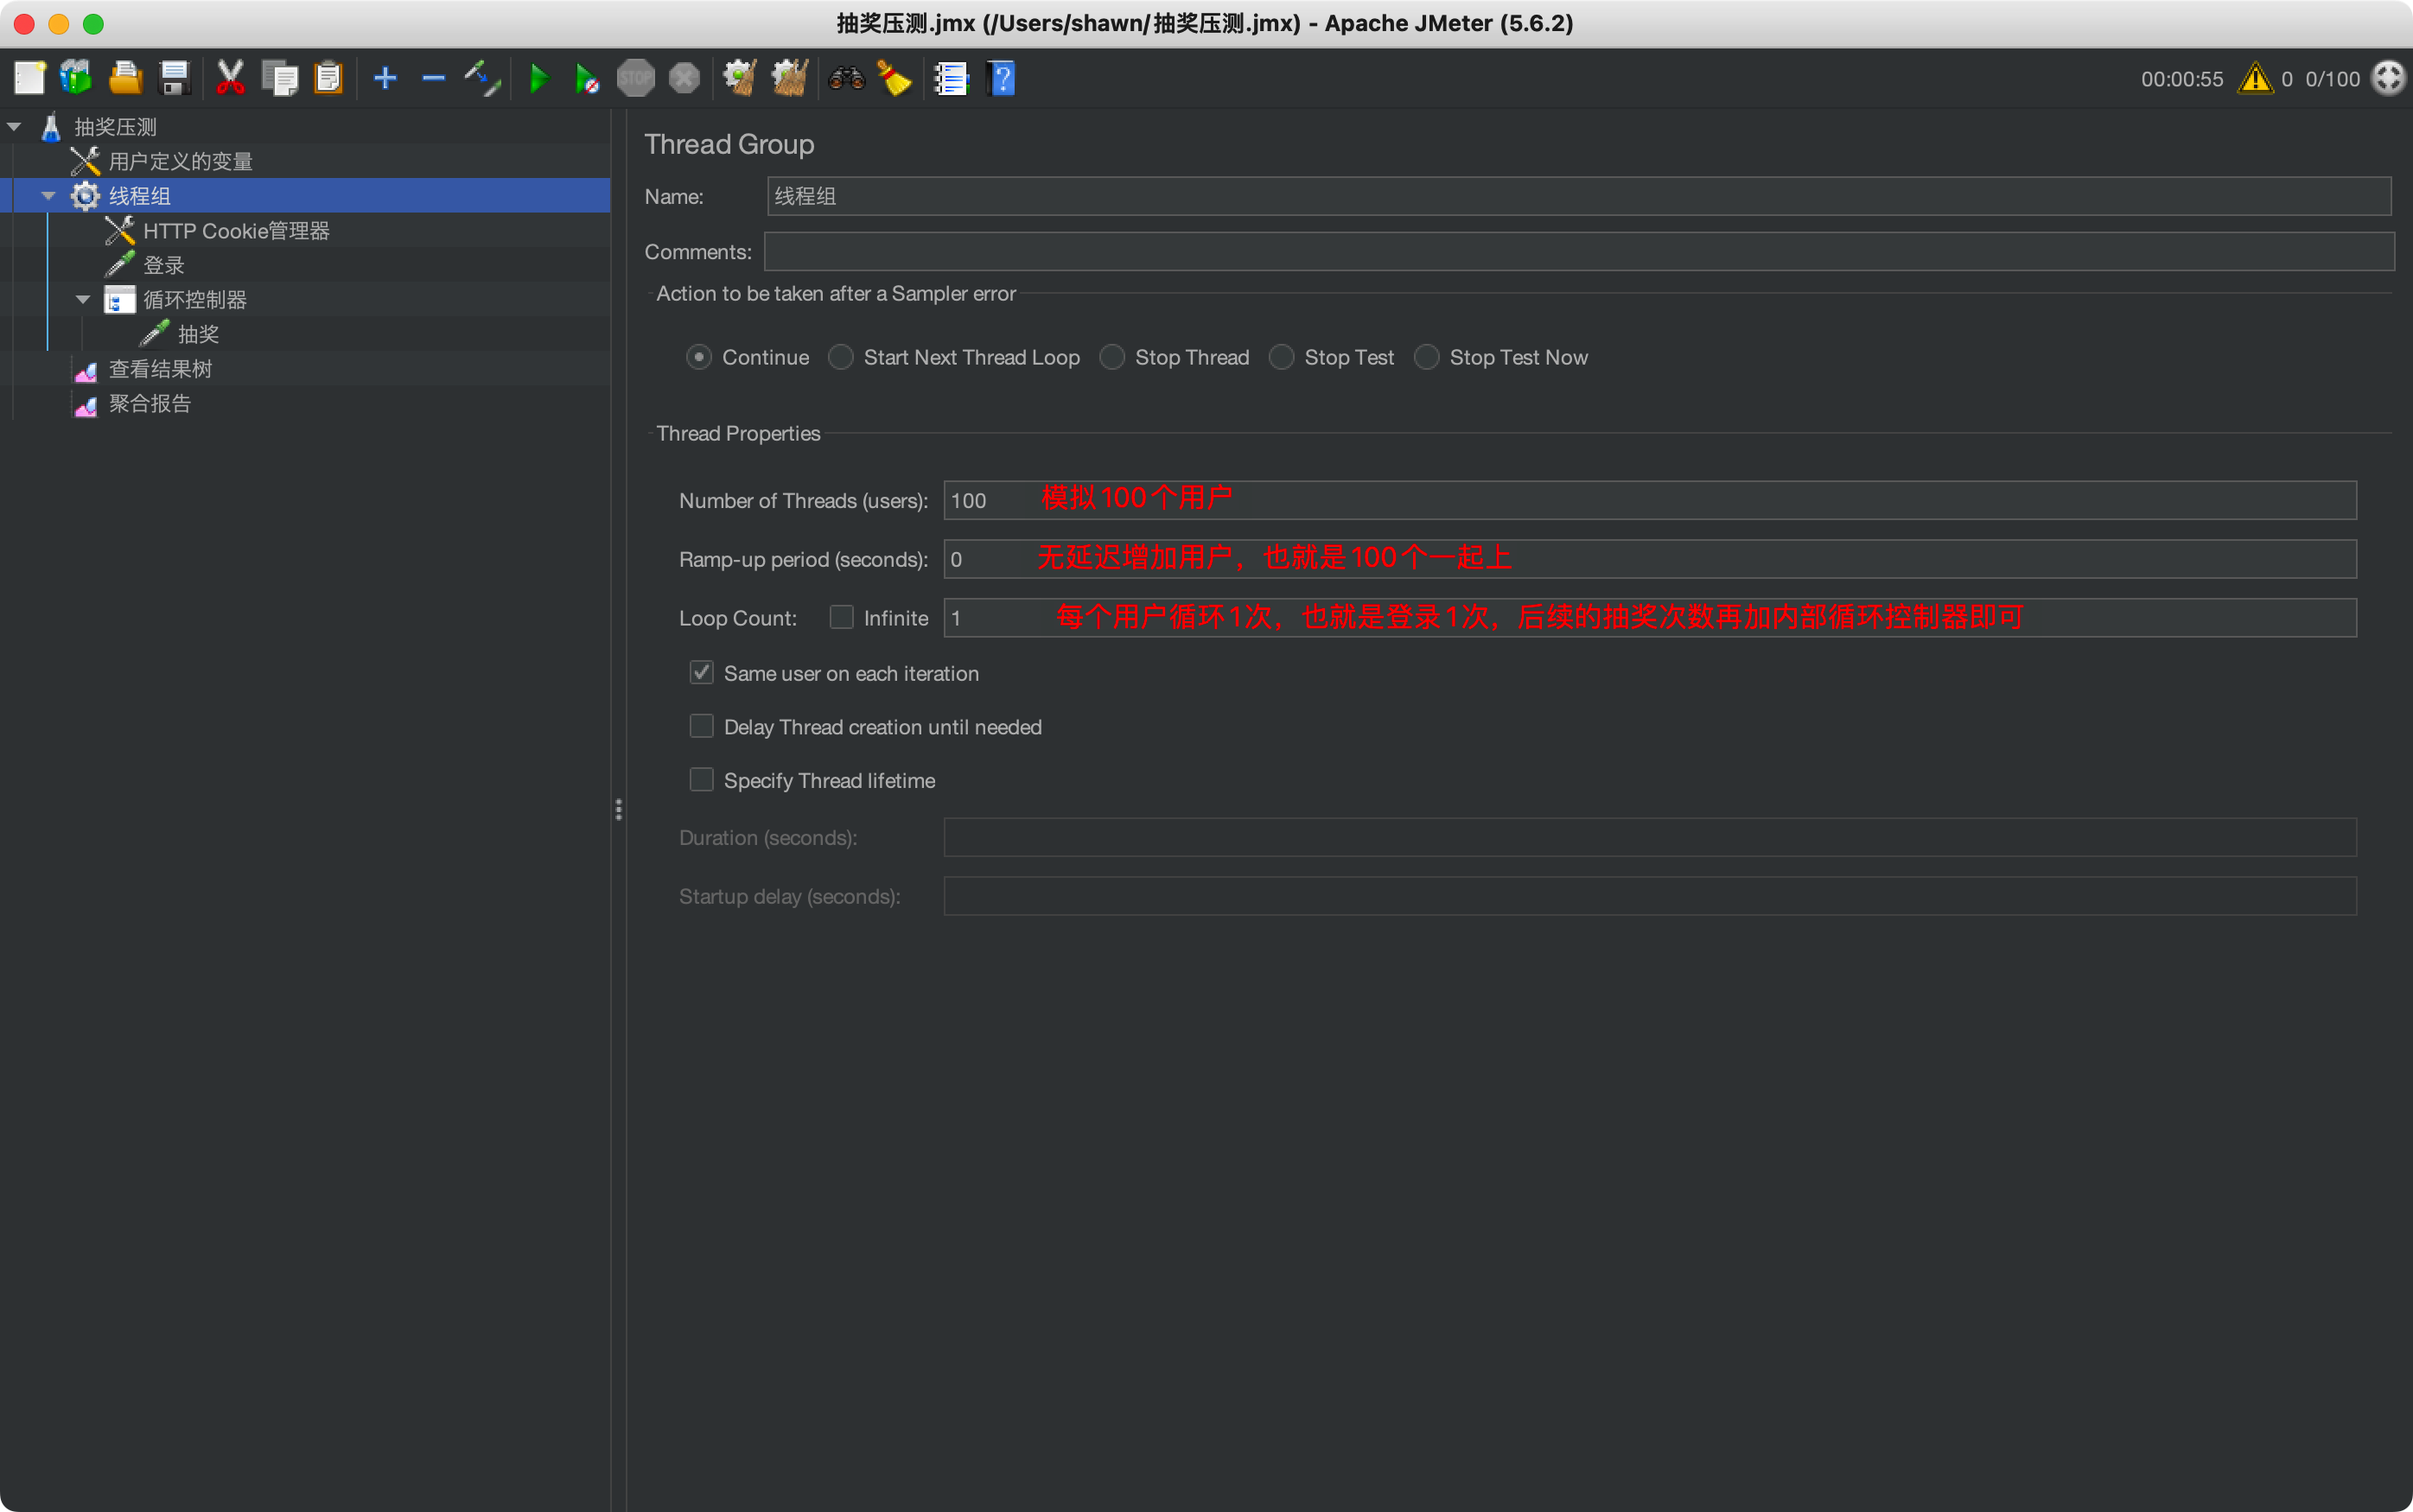 抽奖压测.jmx (/Users/shawn/抽奖压测.jmx) - Apache JMeter (5.6.2)
STOP
00:00:55 0 0/100
抽奖压测
用户定义的变量
线程组
HTTP Cookie管理器
登录
循环控制器
抽奖
查看结果树
聚合报告
Thread Group
Name: 线程组
Comments:
Action to be taken after a Sampler error
Continue Start Next Thread Loop Stop Thread Stop Test Stop Test Now
Thread Properties
Number of Threads (users): 100 模拟100个用户
Ramp-up period (seconds): 0 无延迟增加用户，也就是100个一起上
Loop Count: Infinite 1 每个用户循环1次，也就是登录1次，后续的抽奖次数再加内部循环控制器即可
Same user on each iteration
Delay Thread creation until needed
Specify Thread lifetime
Duration (seconds):
Startup delay (seconds):